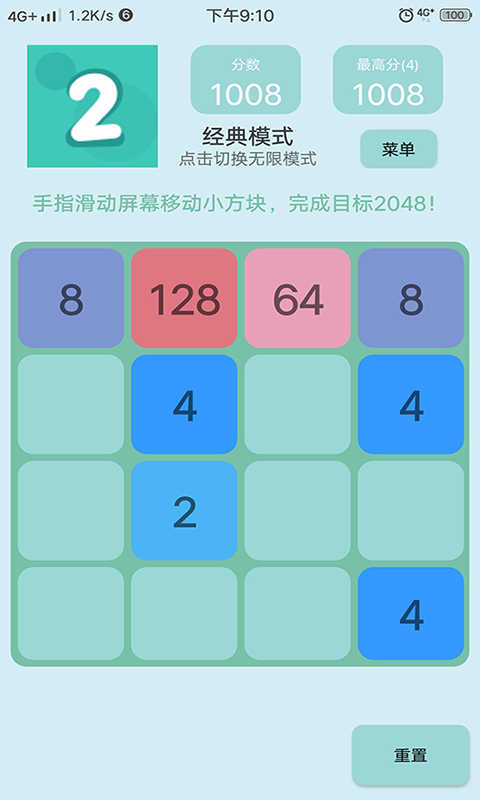 4G+ 1.2K/s 6 下午9:10 4G+ 100
2
分数
1008
最高分(4)
1008
经典模式
点击切换无限模式
菜单
手指滑动屏幕移动小方块，完成目标2048!
8 128 64 8
4 4
2
4
重置